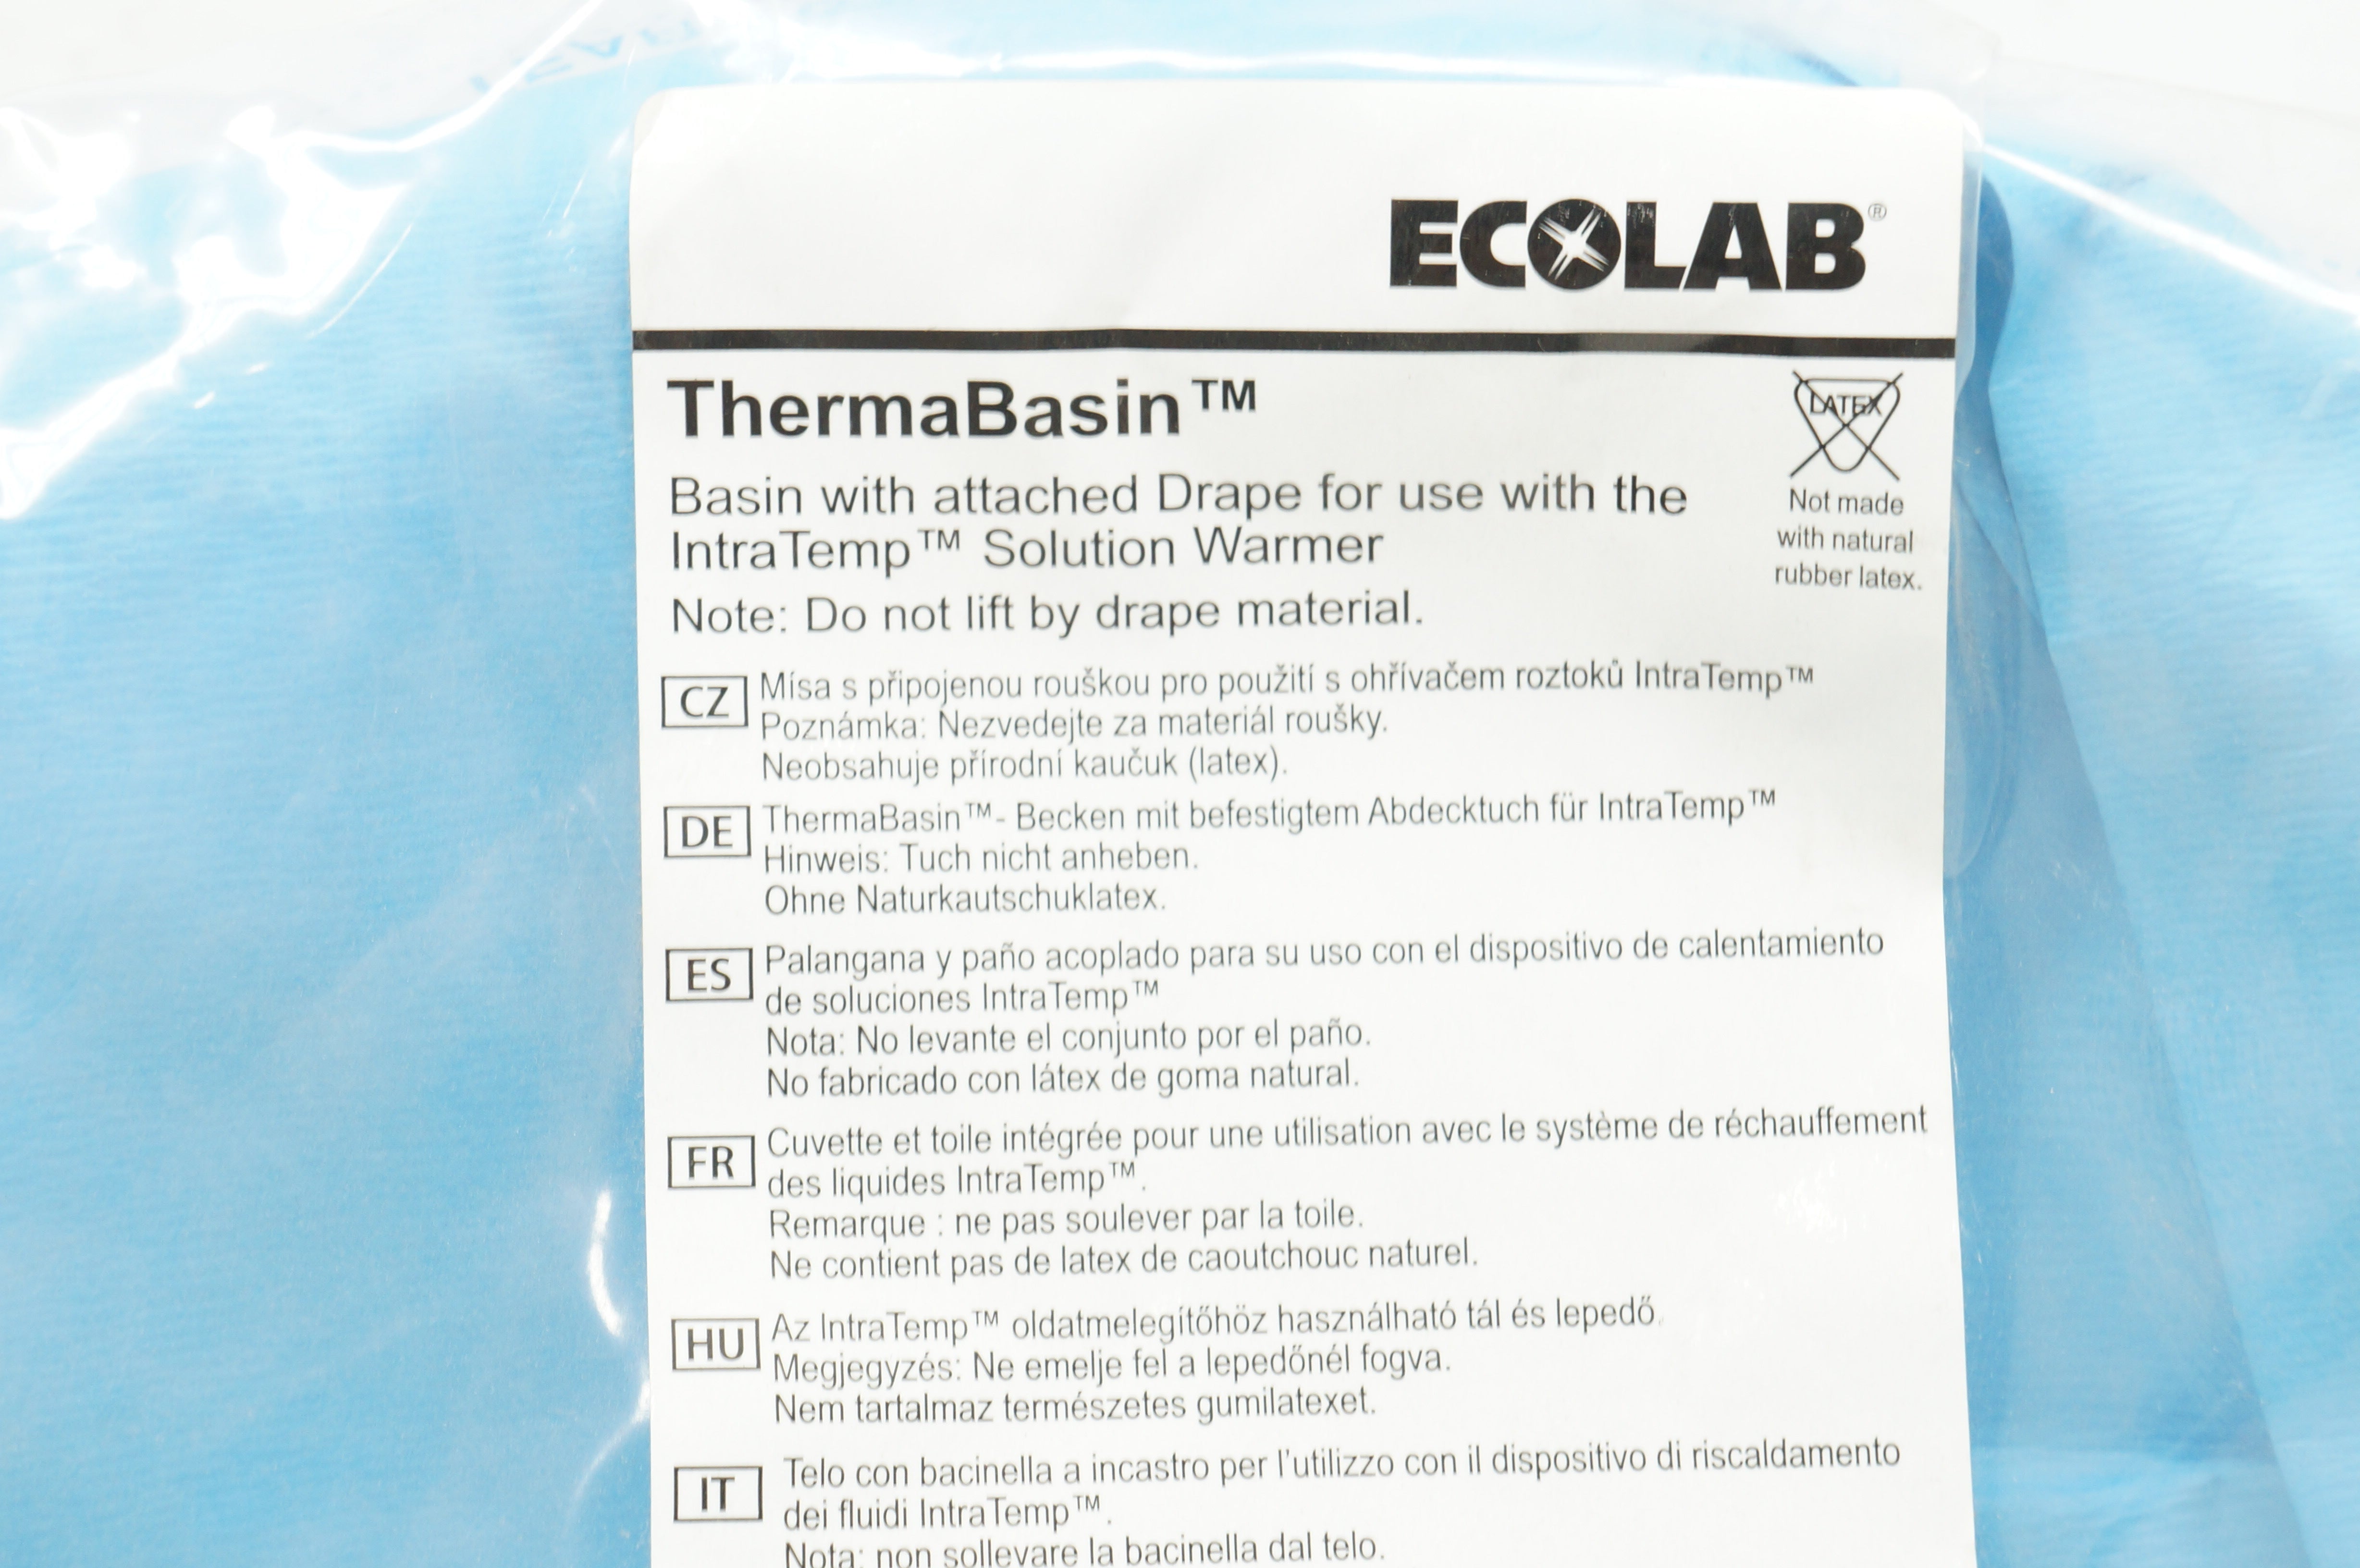 ECOLAB®
ThermaBasin™
LATEX
Basin with attached Drape for use with the
IntraTemp™ Solution Warmer
Note: Do not lift by drape material.
Not made
with natural
rubber latex.
CZ
Mísa s připojenou rouškou pro použití s ohřívačem roztoků IntraTemp™
Poznámka: Nezvedejte za materiál roušky.
Neobsahuje přírodní kaučuk (latex).
DE
ThermaBasin™- Becken mit befestigtem Abdecktuch für IntraTemp™
Hinweis: Tuch nicht anheben.
Ohne Naturkautschuklatex.
ES
Palangana y paño acoplado para su uso con el dispositivo de calentamiento
de soluciones IntraTemp™
Nota: No levante el conjunto por el paño.
No fabricado con látex de goma natural.
FR
Cuvette et toile intégrée pour une utilisation avec le système de réchauffement
des liquides IntraTemp™.
Remarque : ne pas soulever par la toile.
Ne contient pas de latex de caoutchouc naturel.
HU
Az IntraTemp™ oldatmelegítőhöz használható tál és lepedő.
Megjegyzés: Ne emelje fel a lepedőnél fogva.
Nem tartalmaz természetes gumilatexet.
IT
Telo con bacinella a incastro per l'utilizzo con il dispositivo di riscaldamento
dei fluidi IntraTemp™.
Nota: non sollevare la bacinella dal telo.